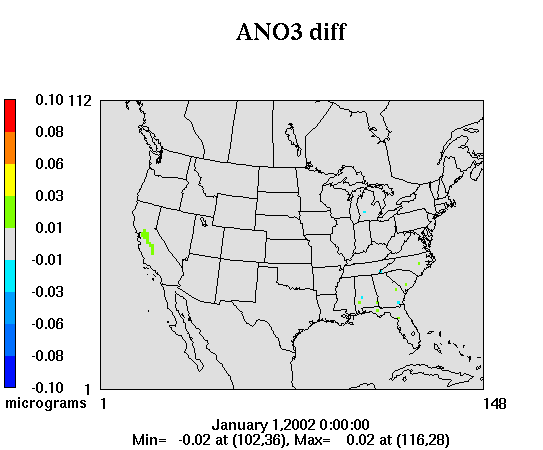 ANO3 diff
0.10 112
0.08
0.06
0.03
0.01
-0.01
-0.03
-0.06
-0.08
-0.10 1
micrograms 1 148
January 1,2002 0:00:00
Min= -0.02 at (102,36), Max= 0.02 at (116,28)